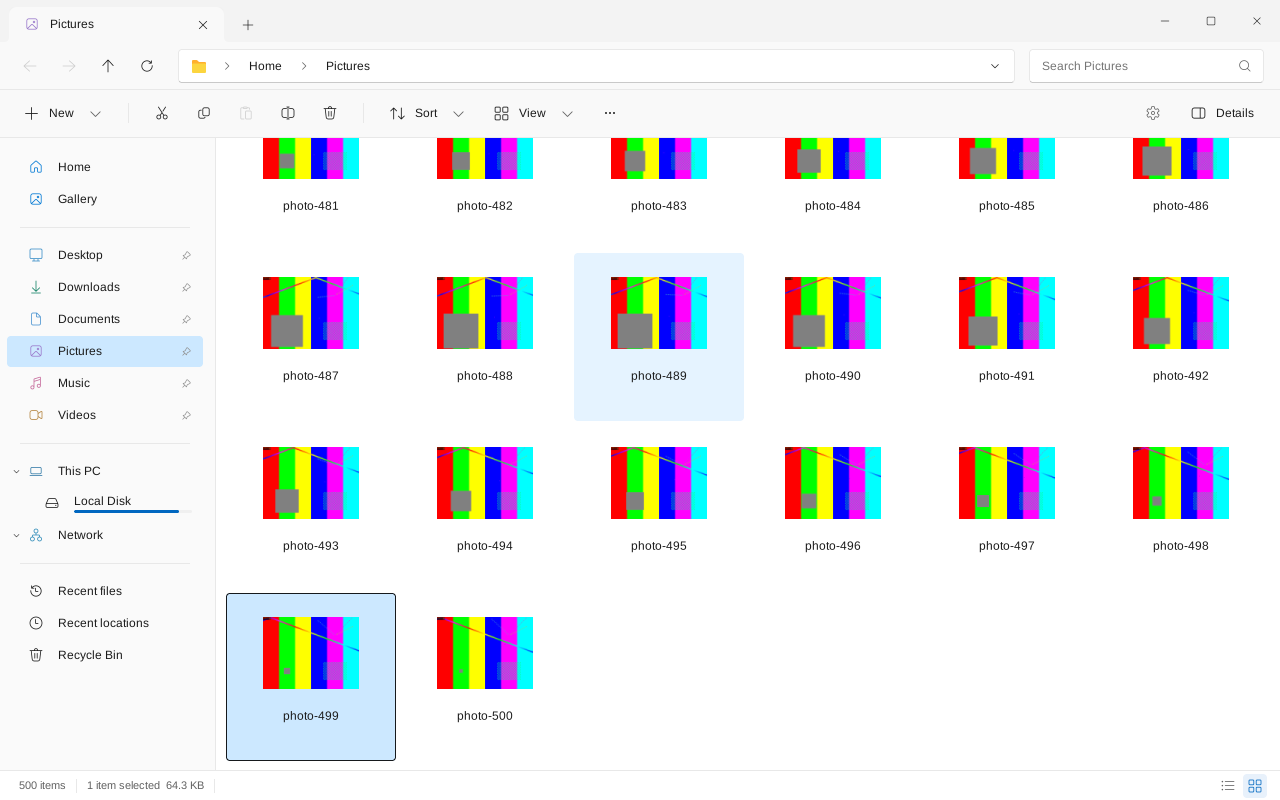 Pictures
Home
Pictures
Search Pictures
New
Sort
View
Details
Home
Gallery
Desktop
Downloads
Documents
Pictures
Music
Videos
This PC
Local Disk
Network
Recent files
Recent locations
Recycle Bin
photo-481
photo-482
photo-483
photo-484
photo-485
photo-486
photo-487
photo-488
photo-489
photo-490
photo-491
photo-492
photo-493
photo-494
photo-495
photo-496
photo-497
photo-498
photo-499
photo-500
500 items
1 item selected 64.3 KB